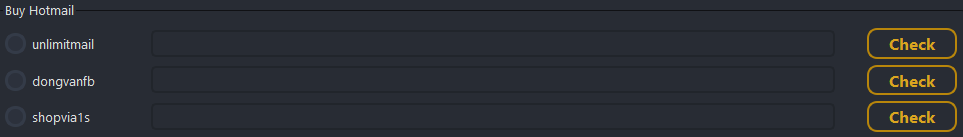 Buy Hotmail
unlimitmail Check
dongvanfb Check
shopvia1s Check